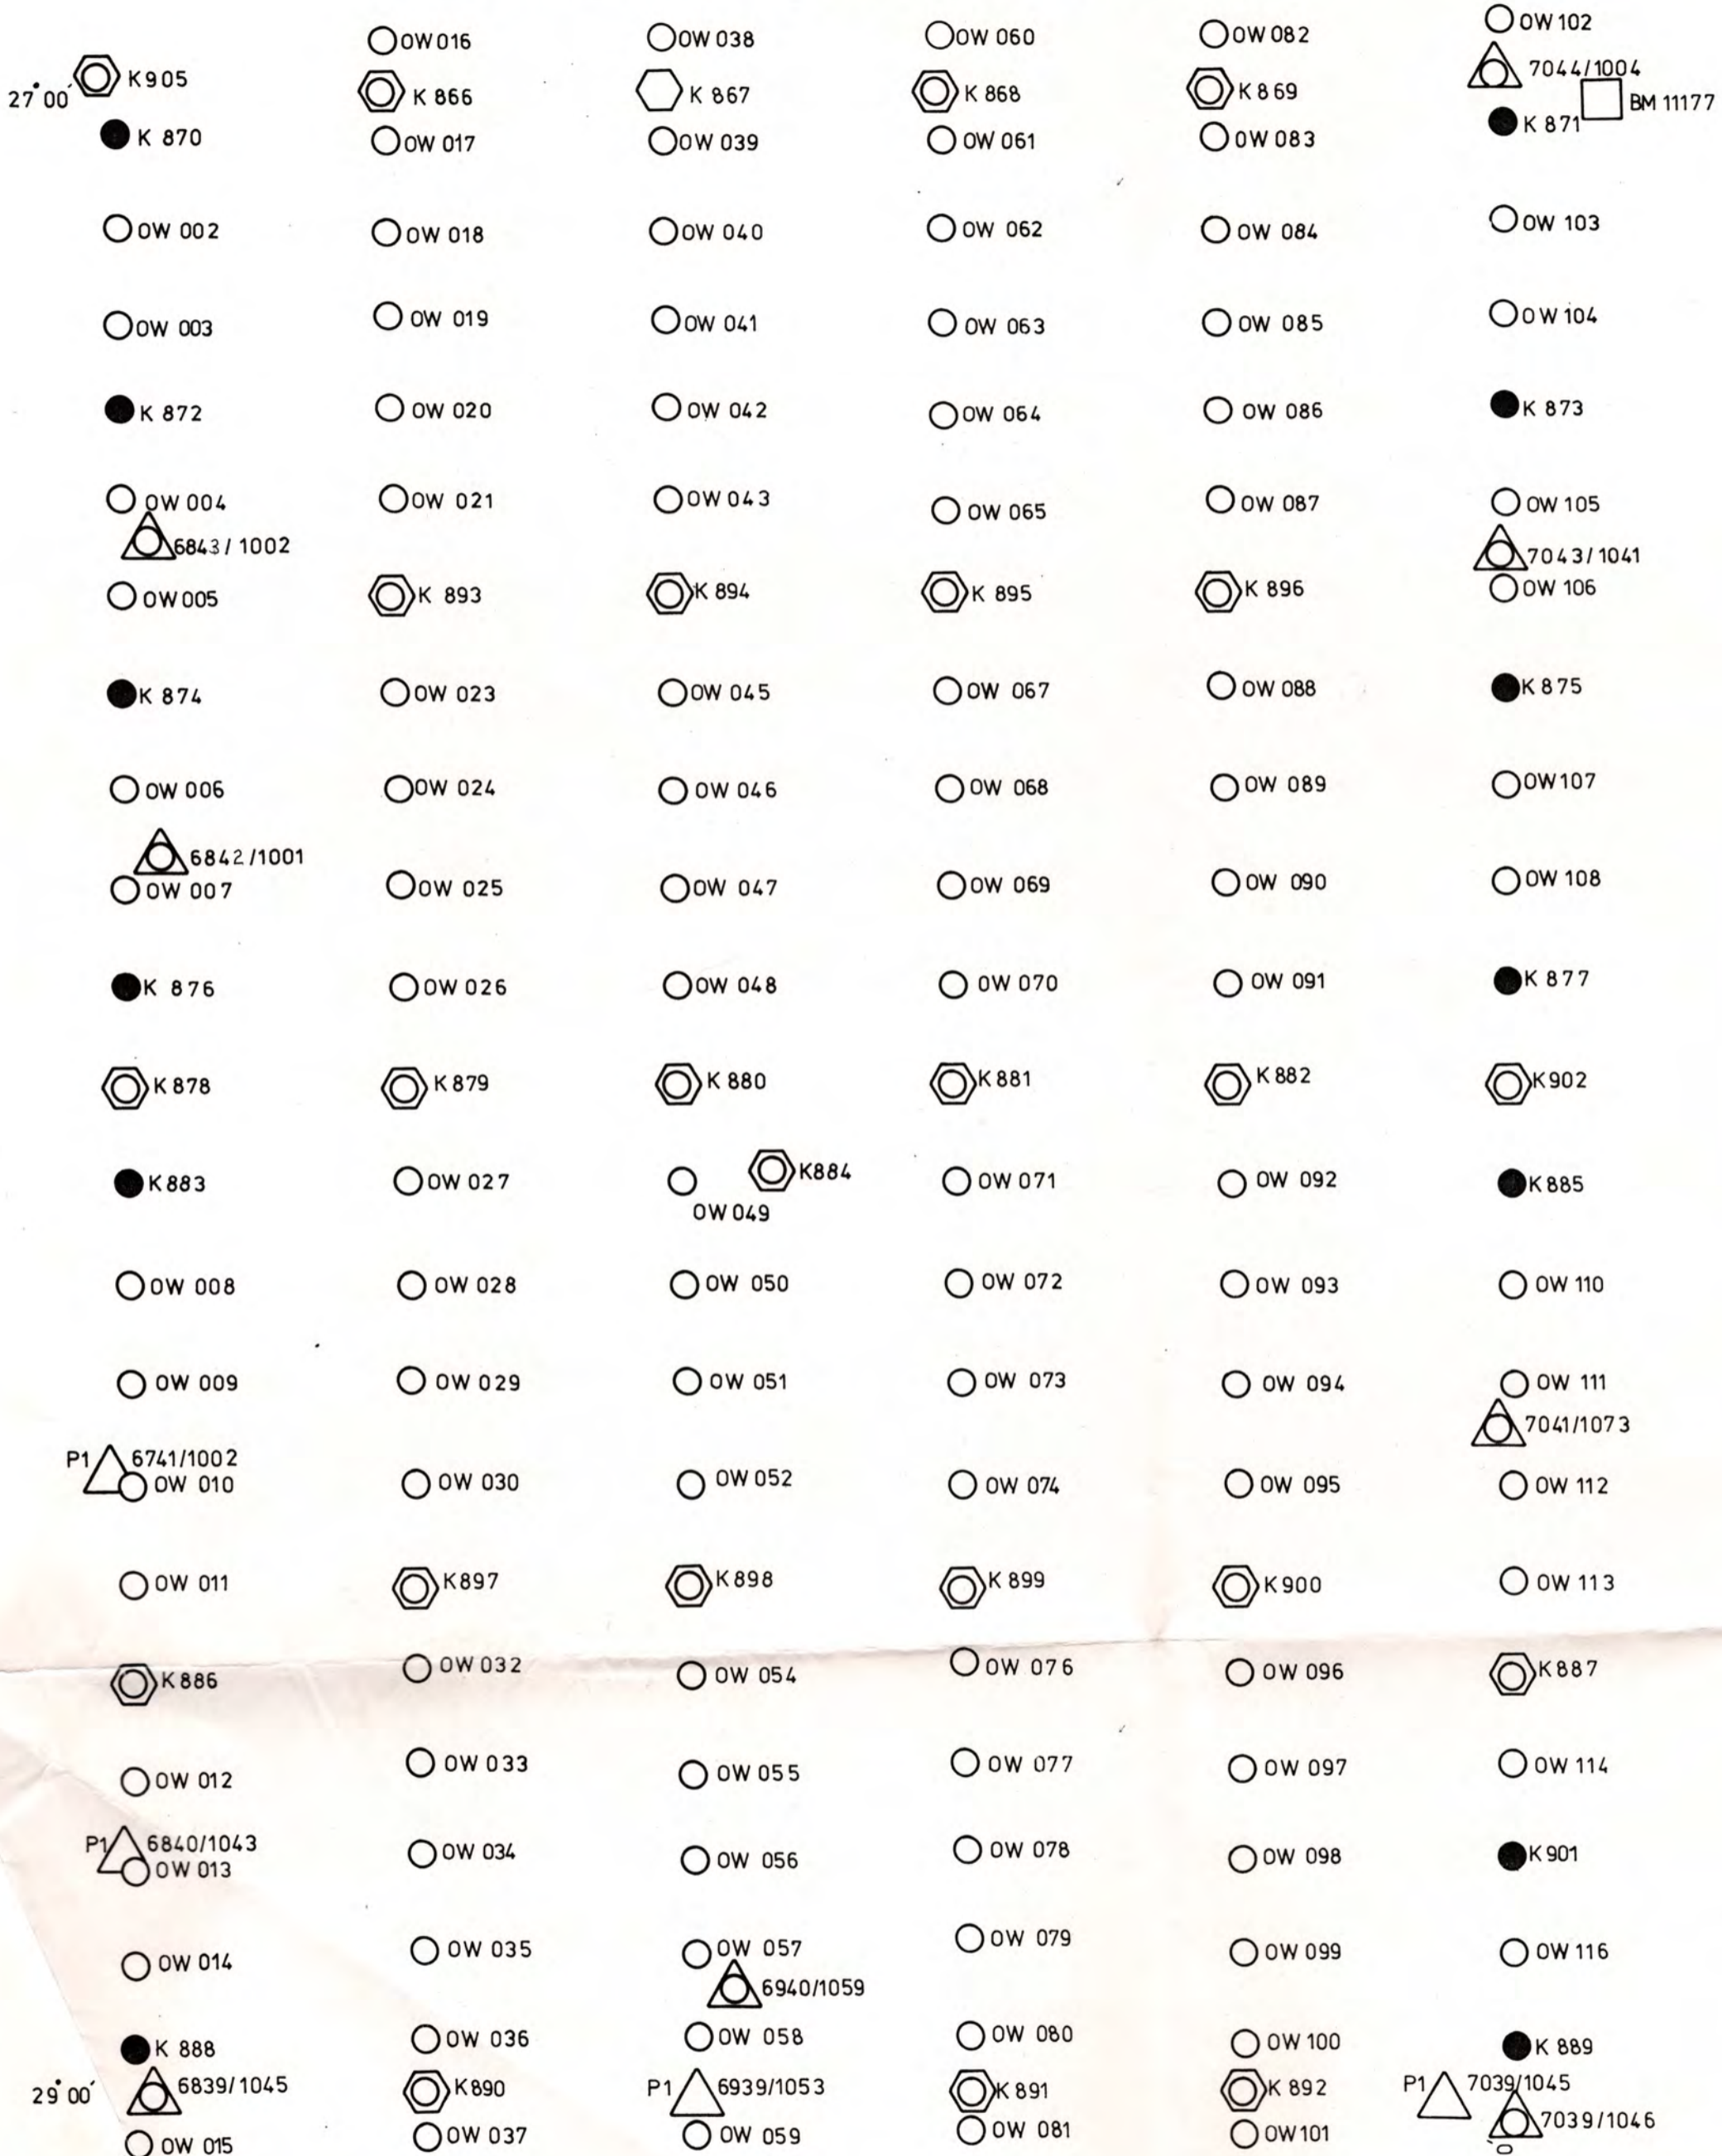 OW 016 OW 038 OW 060 OW 082 OW 102
K 905 7044/1004
27°00′ K 866 K 867 K 868 K 869 BM 11177
K 870 OW 017 OW 039 OW 061 OW 083 K 871
OW 002 OW 018 OW 040 OW 062 OW 084 OW 103
OW 003 OW 019 OW 041 OW 063 OW 085 OW 104
K 872 OW 020 OW 042 OW 064 OW 086 K 873
OW 004 OW 021 OW 043 OW 065 OW 087 OW 105
6843/1002 7043/1041
OW 005 K 893 K 894 K 895 K 896 OW 106
K 874 OW 023 OW 045 OW 067 OW 088 K 875
OW 006 OW 024 OW 046 OW 068 OW 089 OW 107
6842/1001
OW 007 OW 025 OW 047 OW 069 OW 090 OW 108
K 876 OW 026 OW 048 OW 070 OW 091 K 877
K 878 K 879 K 880 K 881 K 882 K 902
K 883 OW 027 K 884 OW 071 OW 092 K 885
OW 049
OW 008 OW 028 OW 050 OW 072 OW 093 OW 110
OW 009 OW 029 OW 051 OW 073 OW 094 OW 111
7041/1073
P1 6741/1002
OW 010 OW 030 OW 052 OW 074 OW 095 OW 112
OW 011 K 897 K 898 K 899 K 900 OW 113
K 886 OW 032 OW 054 OW 076 OW 096 K 887
OW 012 OW 033 OW 055 OW 077 OW 097 OW 114
P1 6840/1043
OW 013 OW 034 OW 056 OW 078 OW 098 K 901
OW 014 OW 035 OW 057 OW 079 OW 099 OW 116
6940/1059
K 888 OW 036 OW 058 OW 080 OW 100 K 889
29°00′ 6839/1045 K 890 P1 6939/1053 K 891 K 892 P1 7039/1045
7039/1046
OW 015 OW 037 OW 059 OW 081 OW 101